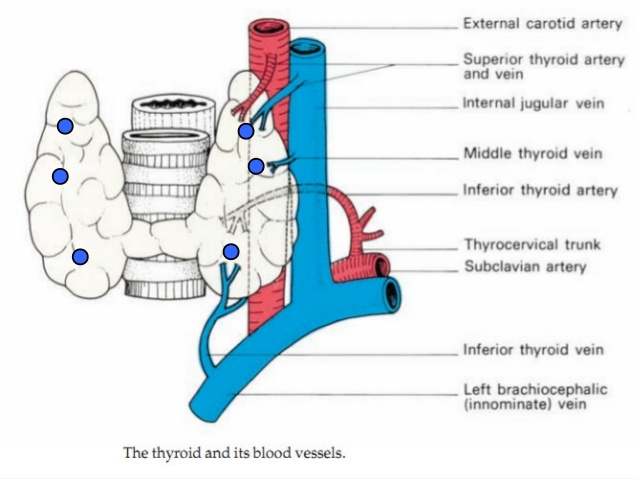 External carotid artery
Superior thyroid artery
and vein
Internal jugular vein
Middle thyroid vein
Inferior thyroid artery
Thyrocervical trunk
Subclavian artery
Inferior thyroid vein
Left brachiocephalic
(innominate) vein
The thyroid and its blood vessels.